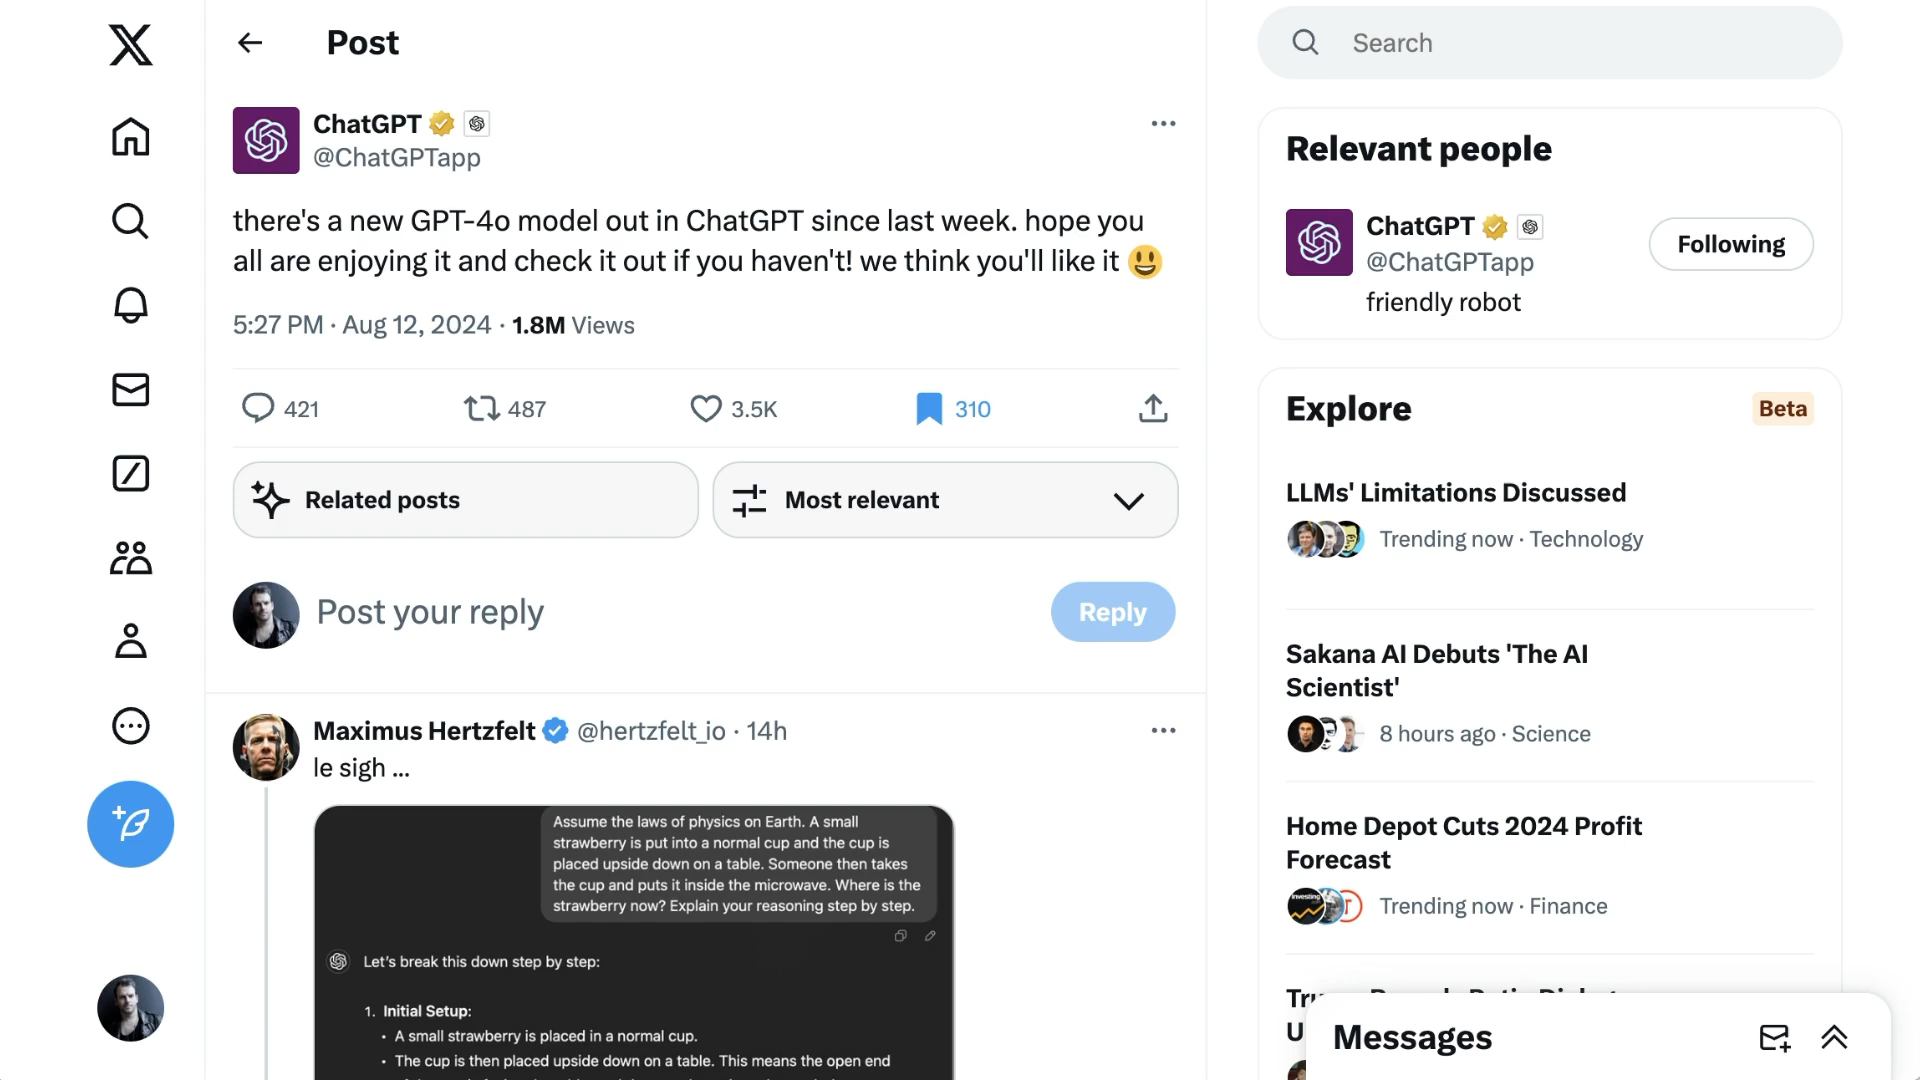 Post
Search
ChatGPT
@ChatGPTapp
there's a new GPT-4o model out in ChatGPT since last week. hope you
all are enjoying it and check it out if you haven't! we think you'll like it 😃
5:27 PM · Aug 12, 2024 · 1.8M Views
421
487
3.5K
310
Related posts
Most relevant
Post your reply
Reply
Maximus Hertzfelt @hertzfelt_io · 14h
le sigh ...
Assume the laws of physics on Earth. A small
strawberry is put into a normal cup and the cup is
placed upside down on a table. Someone then takes
the cup and puts it inside the microwave. Where is the
strawberry now? Explain your reasoning step by step.
Let's break this down step by step:
1. Initial Setup:
• A small strawberry is placed in a normal cup.
• The cup is then placed upside down on a table. This means the open end
Relevant people
ChatGPT
@ChatGPTapp
Following
friendly robot
Explore
Beta
LLMs' Limitations Discussed
Trending now · Technology
Sakana AI Debuts 'The AI
Scientist'
8 hours ago · Science
Home Depot Cuts 2024 Profit
Forecast
Trending now · Finance
Messages